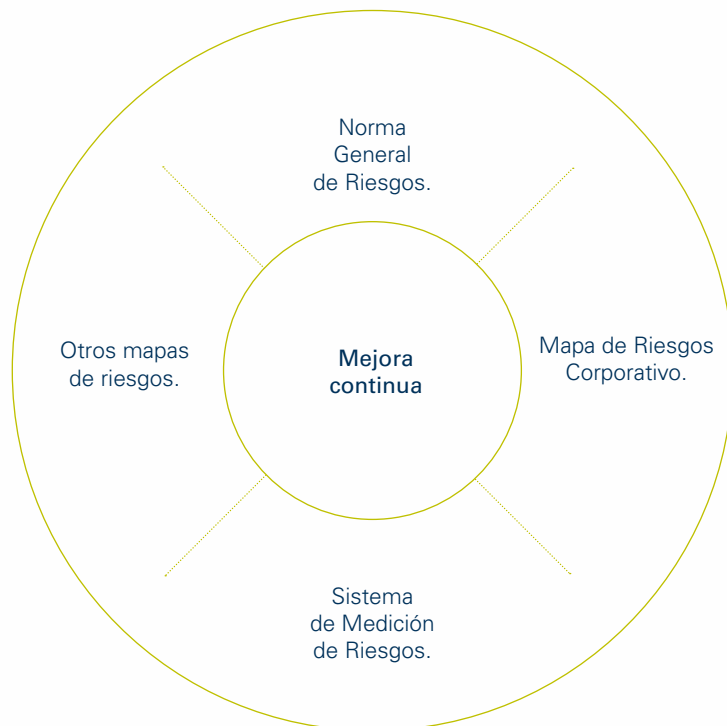 Norma
General
de Riesgos.
Otros mapas
de riesgos.
Mejora
continua
Mapa de Riesgos
Corporativo.
Sistema
de Medición
de Riesgos.